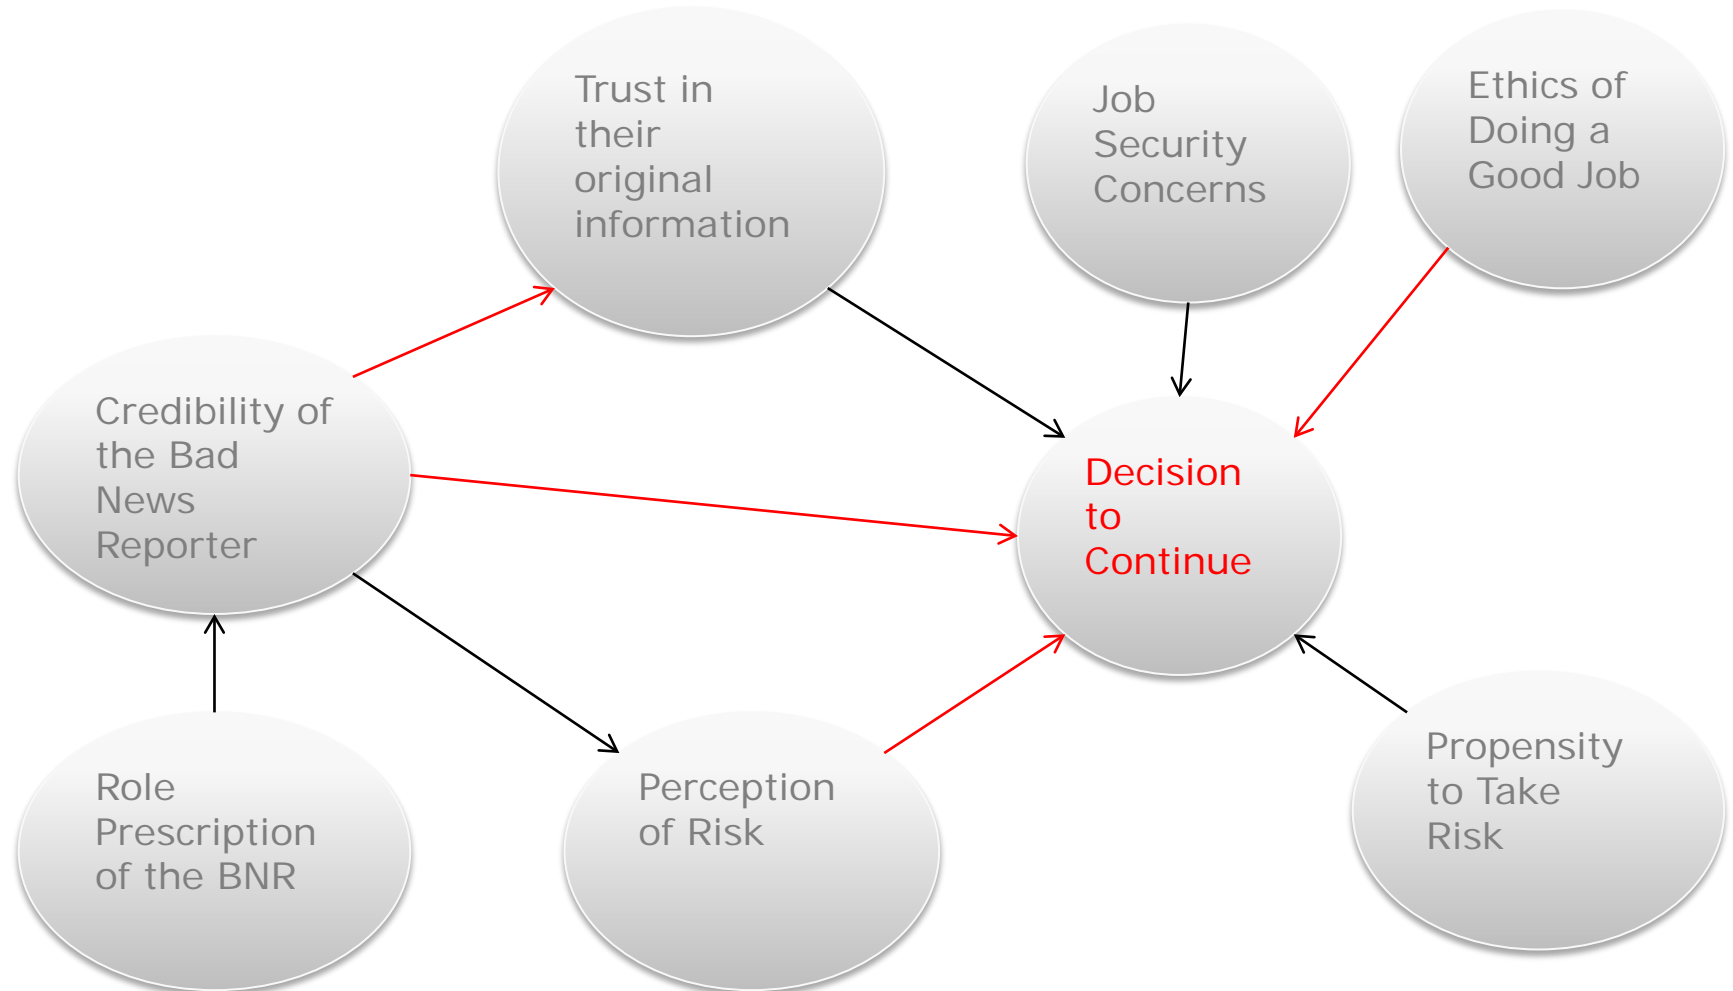 Trust in
their
original
information
Job
Security
Concerns
Ethics of
Doing a
Good Job
Credibility of
the Bad
News
Reporter
Decision
to
Continue
Role
Prescription
of the BNR
Perception
of Risk
Propensity
to Take
Risk